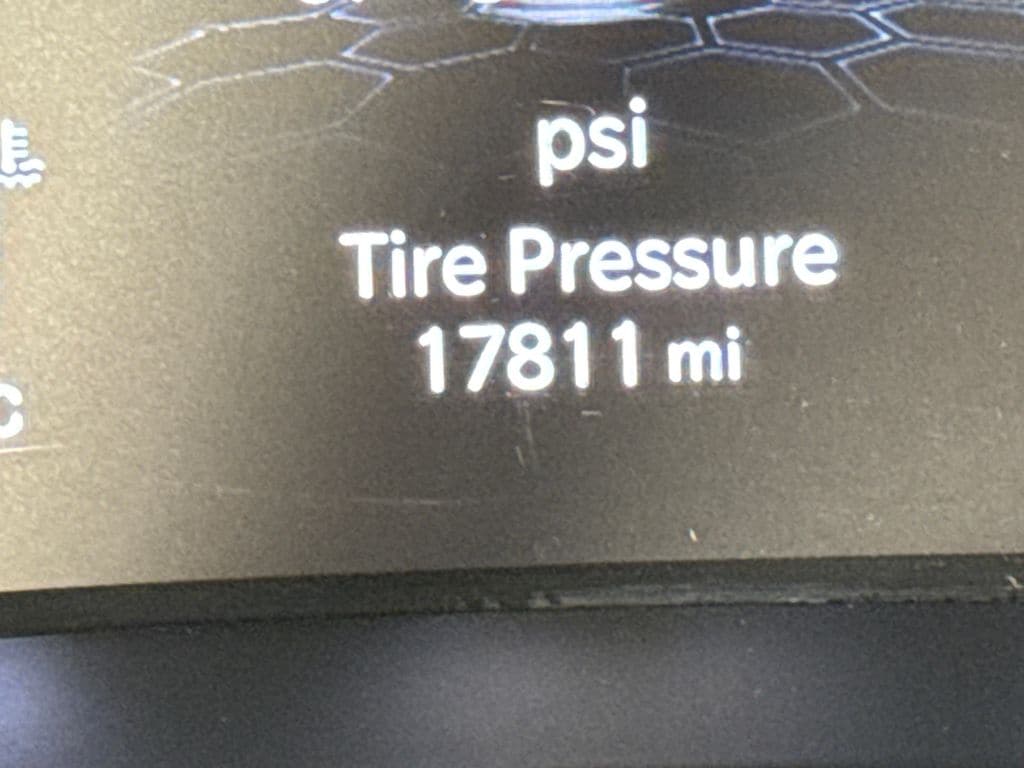 psi
Tire Pressure
17811 mi
C